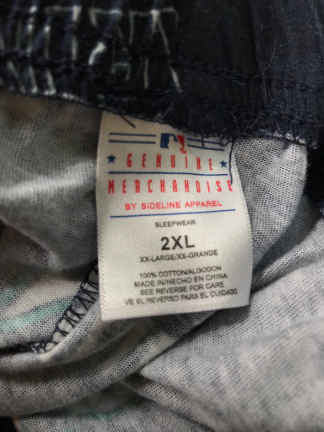 GENUINE
MERCHANDISE
BY SIDELINE APPAREL
SLEEPWEAR
2XL
XX-LARGE/XX-GRANDE
100% COTTON/ALGODON
MADE IN/HECHO EN CHINA
SEE REVERSE FOR CARE
VE EL REVERSO PARA EL CUIDADO